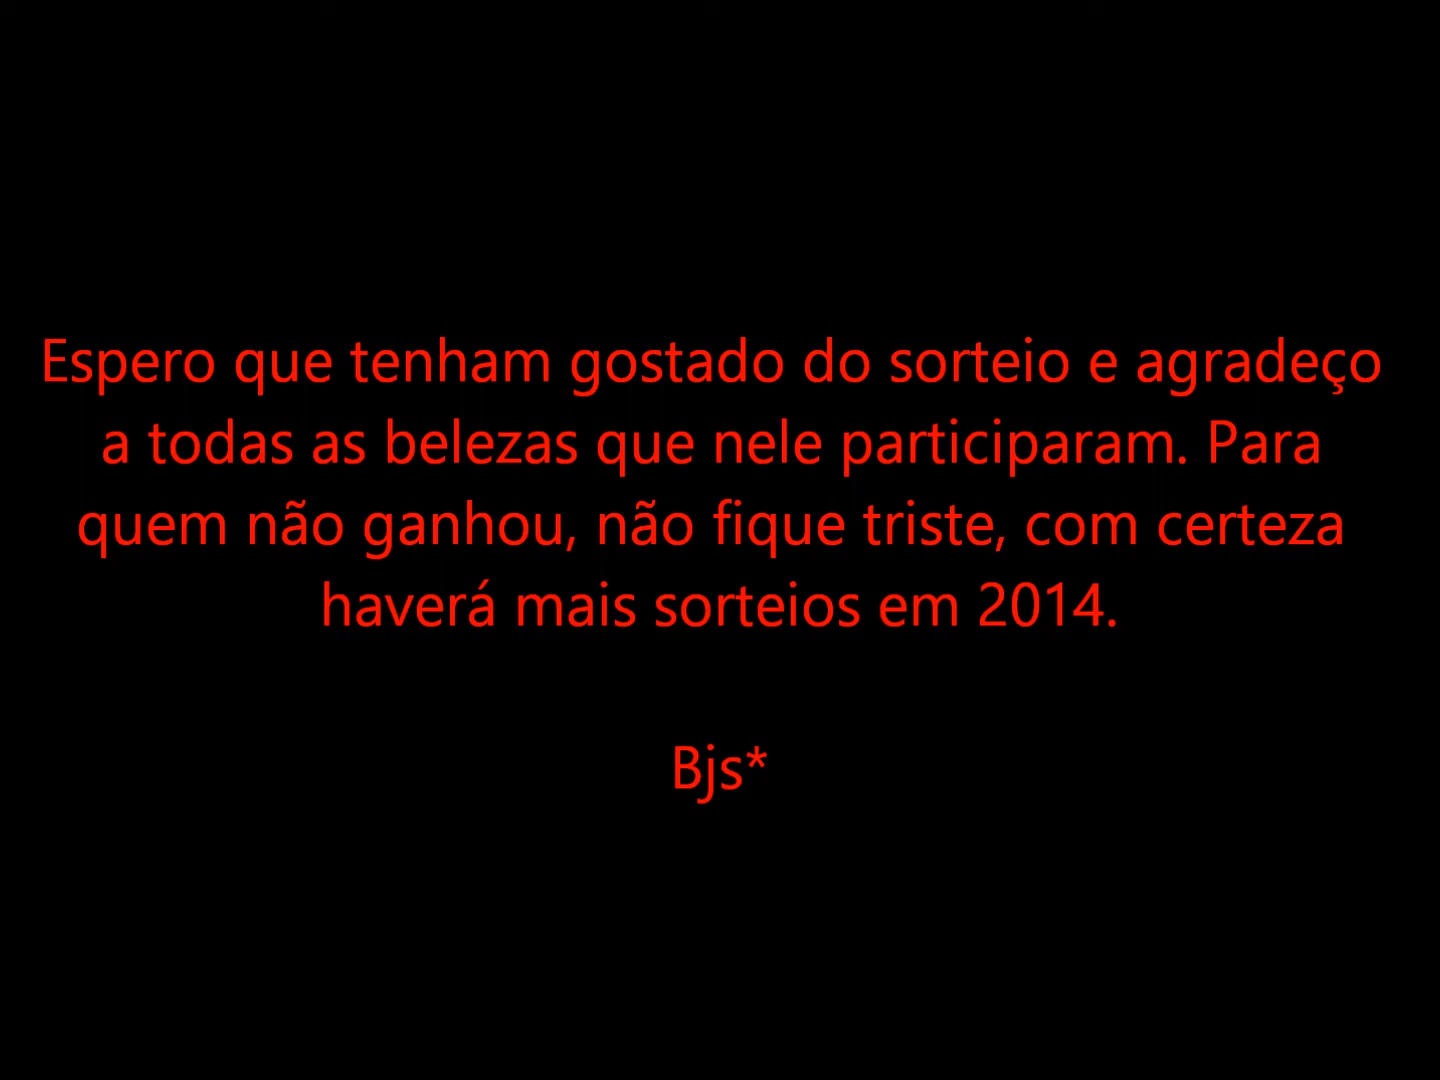 Espero que tenham gostado do sorteio e agradeço
a todas as belezas que nele participaram. Para
quem não ganhou, não fique triste, com certeza
haverá mais sorteios em 2014.
Bjs*